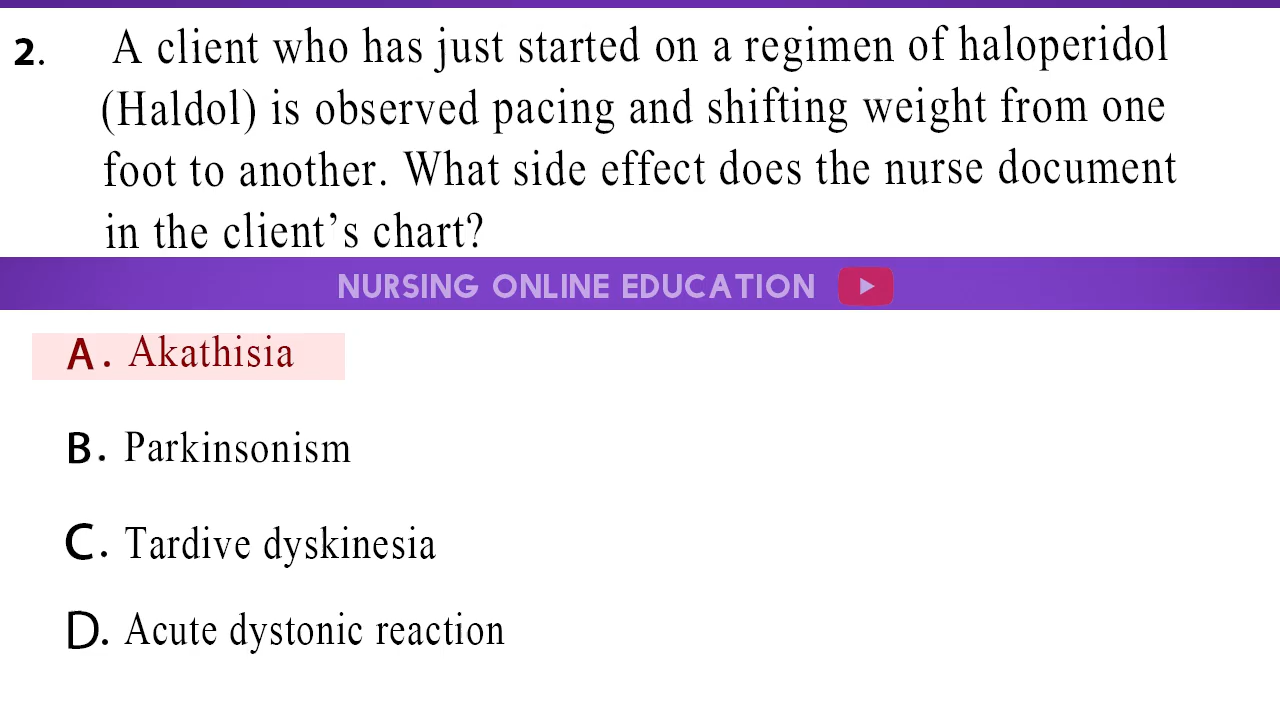 2. A client who has just started on a regimen of haloperidol
(Haldol) is observed pacing and shifting weight from one
foot to another. What side effect does the nurse document
in the client’s chart?
NURSING ONLINE EDUCATION
A. Akathisia
B. Parkinsonism
C. Tardive dyskinesia
D. Acute dystonic reaction